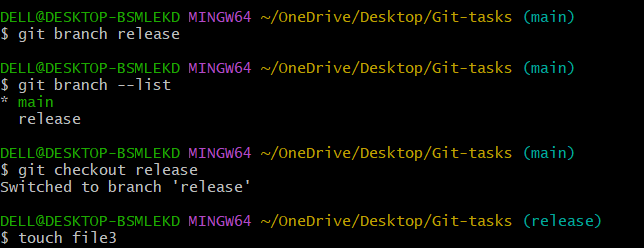 DELL@DESKTOP-BSMLEKD MINGW64 ~/OneDrive/Desktop/Git-tasks (main)
$ git branch release
DELL@DESKTOP-BSMLEKD MINGW64 ~/OneDrive/Desktop/Git-tasks (main)
$ git branch --list
* main
  release
DELL@DESKTOP-BSMLEKD MINGW64 ~/OneDrive/Desktop/Git-tasks (main)
$ git checkout release
Switched to branch 'release'
DELL@DESKTOP-BSMLEKD MINGW64 ~/OneDrive/Desktop/Git-tasks (release)
$ touch file3